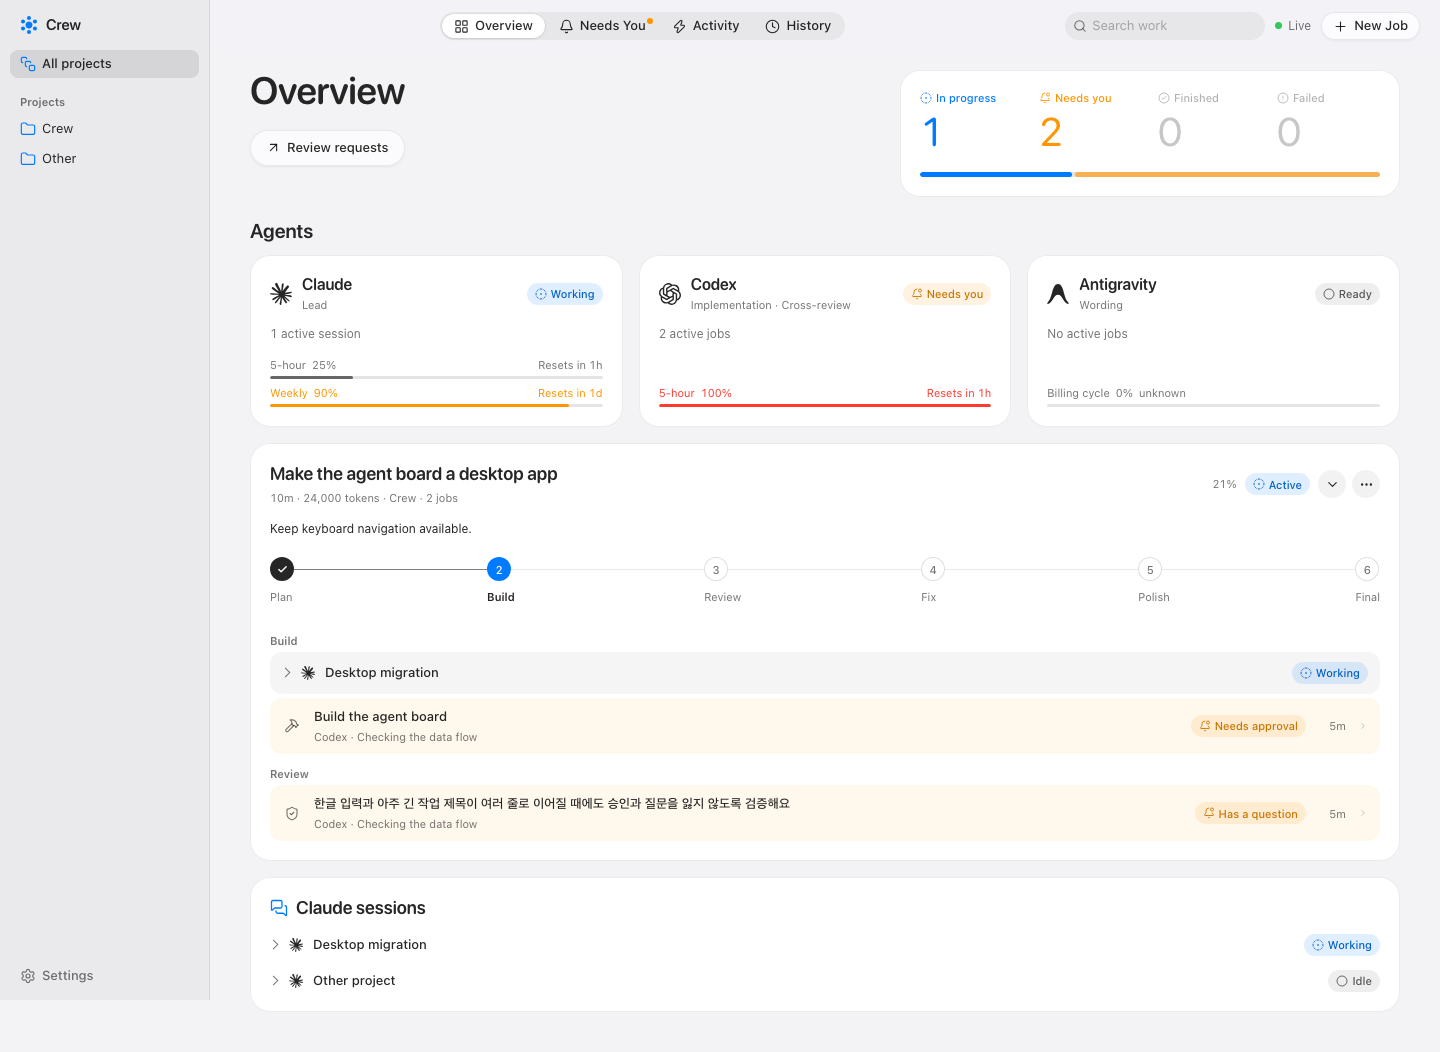 Crew
All projects
Projects
Crew
Other
Settings
Overview
Needs You
Activity
History
Search work
Live
New Job
Overview
Review requests
In progress
1
Needs you
2
Finished
0
Failed
0
Agents
Claude
Lead
Working
1 active session
5-hour 25% Resets in 1h
Weekly 90% Resets in 1d
Codex
Implementation · Cross-review
Needs you
2 active jobs
5-hour 100% Resets in 1h
Antigravity
Wording
Ready
No active jobs
Billing cycle 0% unknown
Make the agent board a desktop app
10m · 24,000 tokens · Crew · 2 jobs
21% Active
Keep keyboard navigation available.
2 3 4 5 6
Plan Build Review Fix Polish Final
Build
Desktop migration Working
Build the agent board
Codex · Checking the data flow
Needs approval 5m
Review
한글 입력과 아주 긴 작업 제목이 여러 줄로 이어질 때에도 승인과 질문을 잃지 않도록 검증해요
Codex · Checking the data flow
Has a question 5m
Claude sessions
Desktop migration Working
Other project Idle